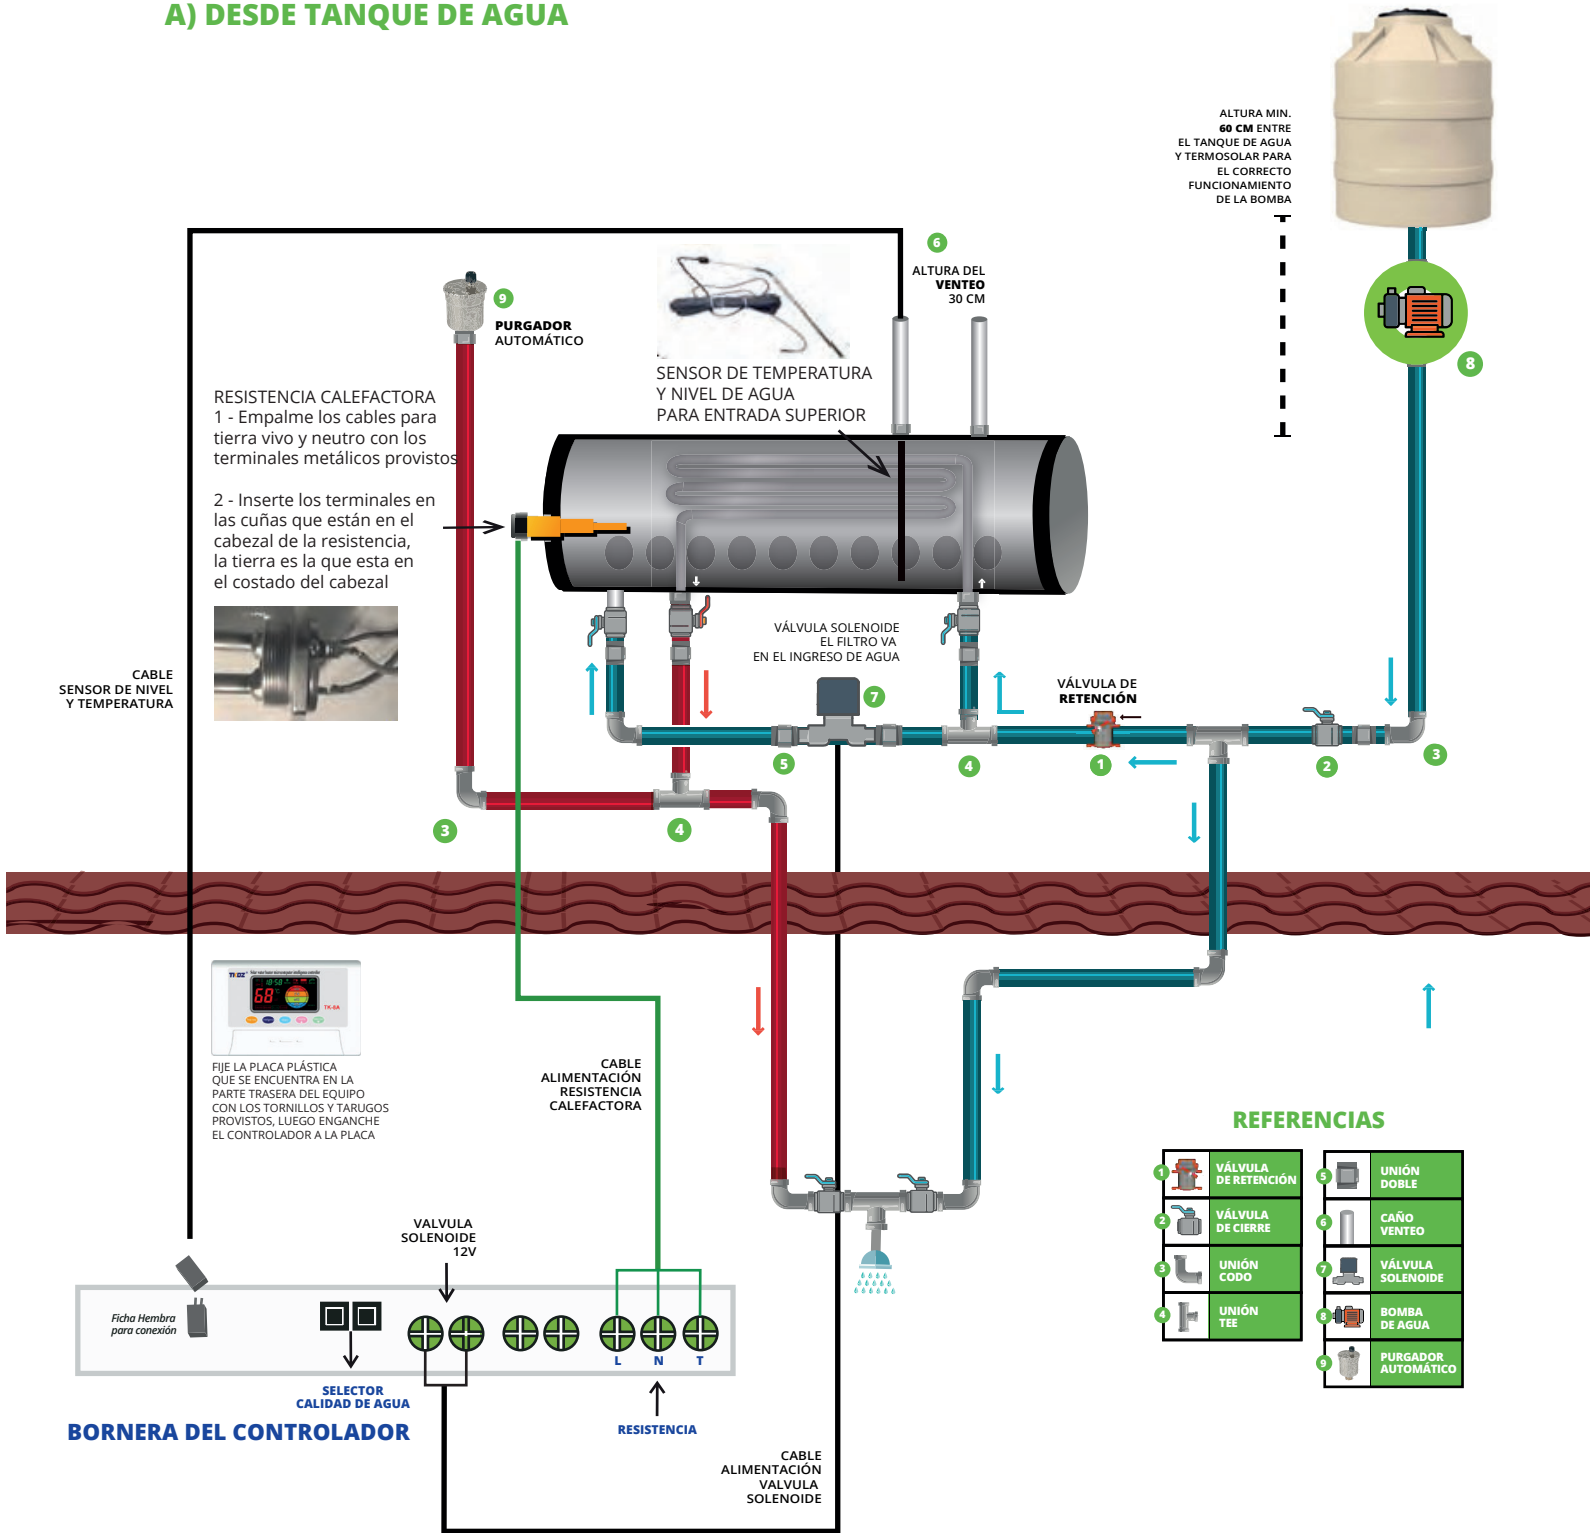 A) DESDE TANQUE DE AGUA
ALTURA MIN.
60 CM ENTRE
EL TANQUE DE AGUA
Y TERMOSOLAR PARA
EL CORRECTO
FUNCIONAMIENTO
DE LA BOMBA
6
ALTURA DEL
VENTEO
30 CM
9
PURGADOR
AUTOMÁTICO
8
SENSOR DE TEMPERATURA
Y NIVEL DE AGUA
PARA ENTRADA SUPERIOR
RESISTENCIA CALEFACTORA
1 - Empalme los cables para
tierra vivo y neutro con los
terminales metálicos provistos
2 - Inserte los terminales en
las cuñas que están en el
cabezal de la resistencia,
la tierra es la que esta en
el costado del cabezal
VÁLVULA SOLENOIDE
EL FILTRO VA
EN EL INGRESO DE AGUA
CABLE
SENSOR DE NIVEL
Y TEMPERATURA
7
VÁLVULA DE
RETENCIÓN
5
4
1
2
3
3
4
TK-8A
18:58
68
FIJE LA PLACA PLÁSTICA
QUE SE ENCUENTRA EN LA
PARTE TRASERA DEL EQUIPO
CON LOS TORNILLOS Y TARUGOS
PROVISTOS, LUEGO ENGANCHE
EL CONTROLADOR A LA PLACA
CABLE
ALIMENTACIÓN
RESISTENCIA
CALEFACTORA
REFERENCIAS
1 VÁLVULA
DE RETENCIÓN
2 VÁLVULA
DE CIERRE
3 UNIÓN
CODO
4 UNIÓN
TEE
5 UNIÓN
DOBLE
6 CAÑO
VENTEO
7 VÁLVULA
SOLENOIDE
8 BOMBA
DE AGUA
9 PURGADOR
AUTOMÁTICO
VALVULA
SOLENOIDE
12V
Ficha Hembra
para conexión
L N T
SELECTOR
CALIDAD DE AGUA
RESISTENCIA
BORNERA DEL CONTROLADOR
CABLE
ALIMENTACIÓN
VALVULA
SOLENOIDE